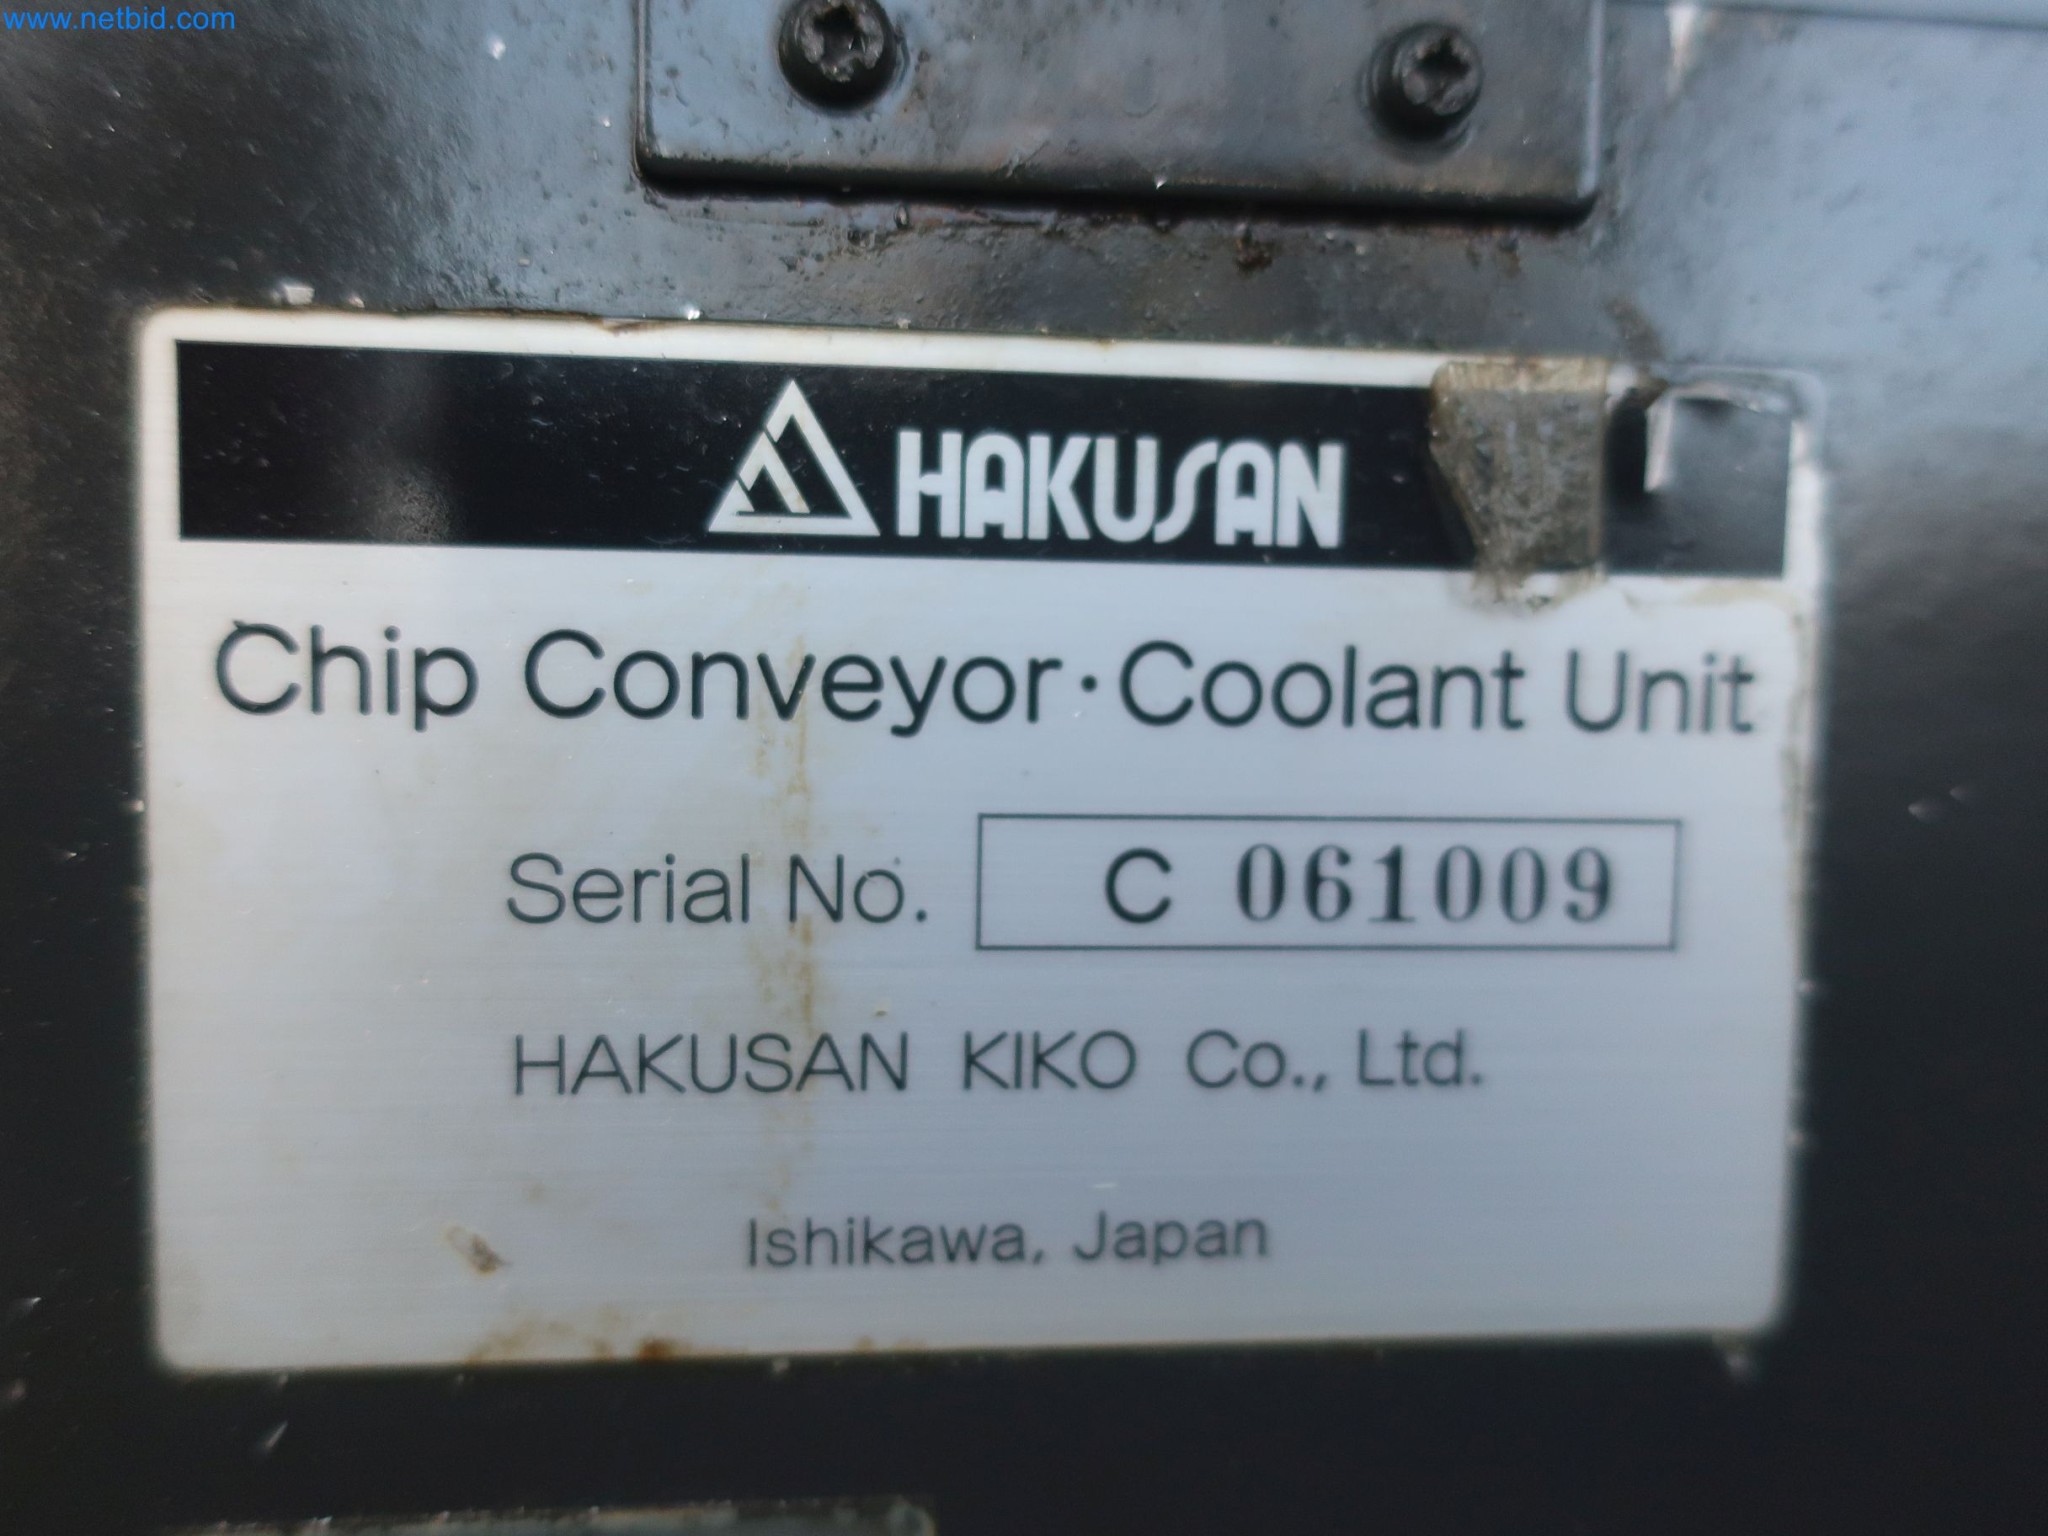 www.netbid.com
HAKUSAN
Chip Conveyor·Coolant Unit
Serial No. C 061009
HAKUSAN KIKO Co., Ltd.
Ishikawa, Japan